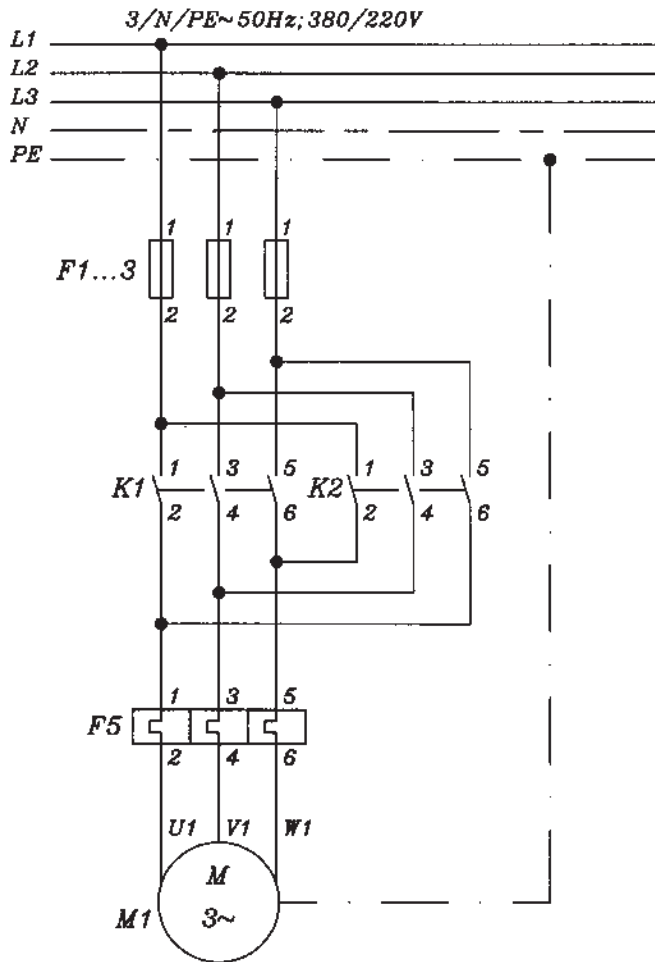 3/N/PE~50Hz; 380/220V
L1
L2
L3
N
PE
1 1 1
F1...3
2 2 2
K1 1 3 5 K2 1 3 5
2 4 6 2 4 6
1 3 5
F5
2 4 6
U1 V1 W1
M
M1 3~